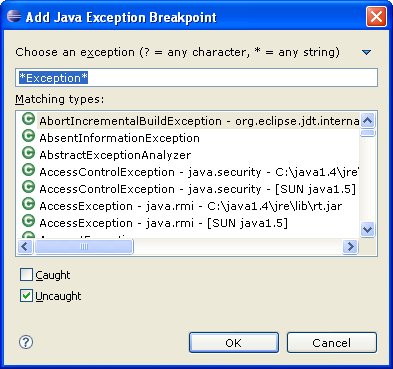 Add Java Exception Breakpoint
Choose an exception (? = any character, * = any string)
*Exception*
Matching types:
AbortIncrementalBuildException - org.eclipse.jdt.interna
AbsentInformationException
AbstractExceptionAnalyzer
AccessControlException - java.security - C:\java1.4\jre\
AccessControlException - java.security - [SUN java1.5]
AccessException - java.rmi - C:\java1.4\jre\lib\rt.jar
AccessException - java.rmi - [SUN java1.5]
Caught
Uncaught
OK
Cancel